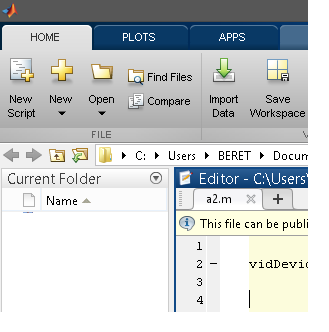 HOME PLOTS APPS
Find Files
Compare
New Script
New
Open
Import Data
Save Workspace
FILE
C: Users BERET Docum
Current Folder
Name
Editor - C:\Users\
a2.m
This file can be publi
1
2 vidDevic
3
4